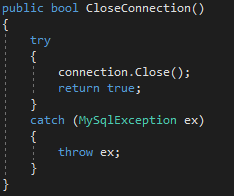 public bool CloseConnection()
{
    try
    {
        connection.Close();
        return true;
    }
    catch (MySqlException ex)
    {
        throw ex;
    }
}